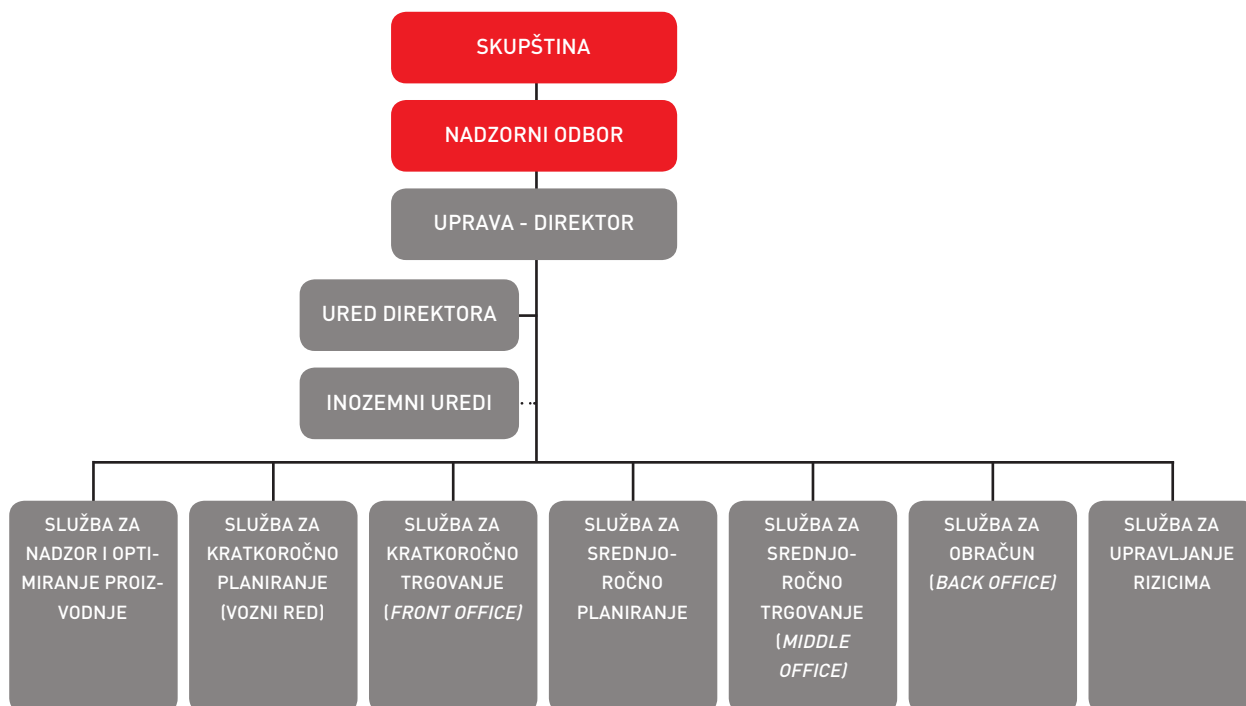 SKUPŠTINA
NADZORNI ODBOR
UPRAVA - DIREKTOR
URED DIREKTORA
INOZEMNI UREDI
SLUŽBA ZA
NADZOR I OPTI-
MIRANJE PROIZ-
VODNJE
SLUŽBA ZA
KRATKOROČNO
PLANIRANJE
(VOZNI RED)
SLUŽBA ZA
KRATKOROČNO
TRGOVANJE
(FRONT OFFICE)
SLUŽBA ZA
SREDNJO-
ROČNO
PLANIRANJE
SLUŽBA ZA
SREDNJO-
ROČNO
TRGOVANJE
(MIDDLE
OFFICE)
SLUŽBA ZA
OBRAČUN
(BACK OFFICE)
SLUŽBA ZA
UPRAVLJANJE
RIZICIMA